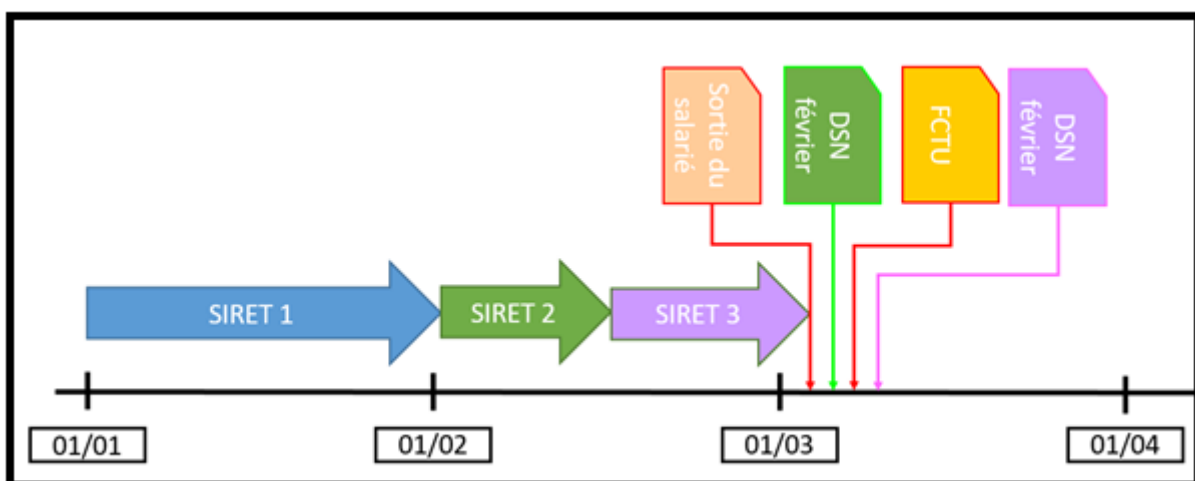 Sortie du
salarié
DSN
février
FCTU
DSN
février
SIRET 1
SIRET 2
SIRET 3
01/01
01/02
01/03
01/04